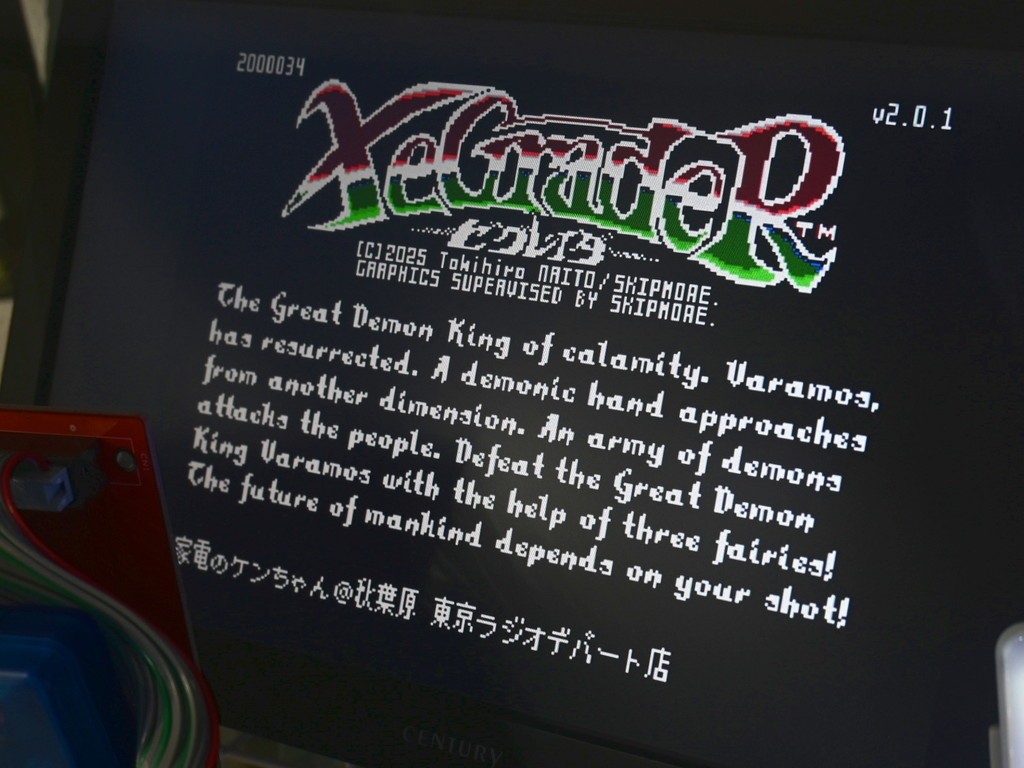 2000034
v2.0.1
XeGrader™
ゼクレイダ
(C)2025 Tokihiro NAITO/SKIPMORE.
GRAPHICS SUPERVISED BY SKIPMORE.
The Great Demon King of calamity. Varamos,
has resurrected. A demonic hand approaches
from another dimension. An army of demons
attacks the people. Defeat the Great Demon
King Varamos with the help of three fairies!
The future of mankind depends on your shot!
家電のケンちゃん@秋葉原 東京ラジオデパート店
CENTURY